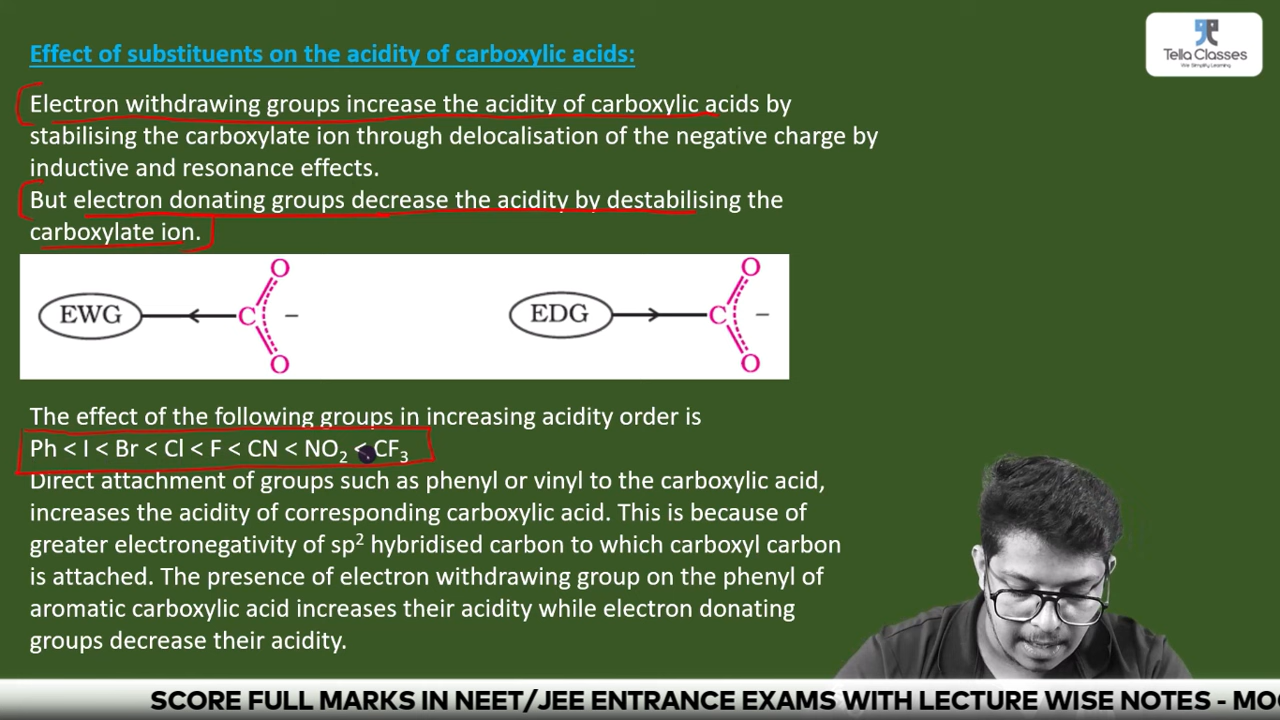 Effect of substituents on the acidity of carboxylic acids:
Tella Classes
We Simplify Learning
Electron withdrawing groups increase the acidity of carboxylic acids by
stabilising the carboxylate ion through delocalisation of the negative charge by
inductive and resonance effects.
But electron donating groups decrease the acidity by destabilising the
carboxylate ion.
EWG C O O −
EDG C O O −
The effect of the following groups in increasing acidity order is
Ph < I < Br < Cl < F < CN < NO₂ < CF₃
Direct attachment of groups such as phenyl or vinyl to the carboxylic acid,
increases the acidity of corresponding carboxylic acid. This is because of
greater electronegativity of sp² hybridised carbon to which carboxyl carbon
is attached. The presence of electron withdrawing group on the phenyl of
aromatic carboxylic acid increases their acidity while electron donating
groups decrease their acidity.
SCORE FULL MARKS IN NEET/JEE ENTRANCE EXAMS WITH LECTURE WISE NOTES - MO